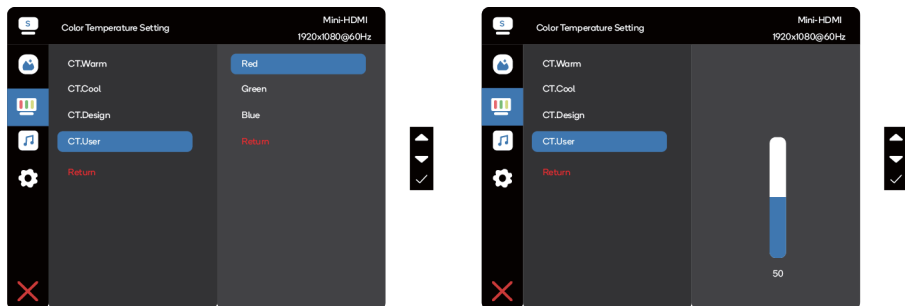 S
Color Temperature Setting
Mini-HDMI
1920x1080@60Hz
CT.Warm
CT.Cool
CT.Design
CT.User
Return
Red
Green
Blue
Return
S
Color Temperature Setting
Mini-HDMI
1920x1080@60Hz
CT.Warm
CT.Cool
CT.Design
CT.User
Return
50